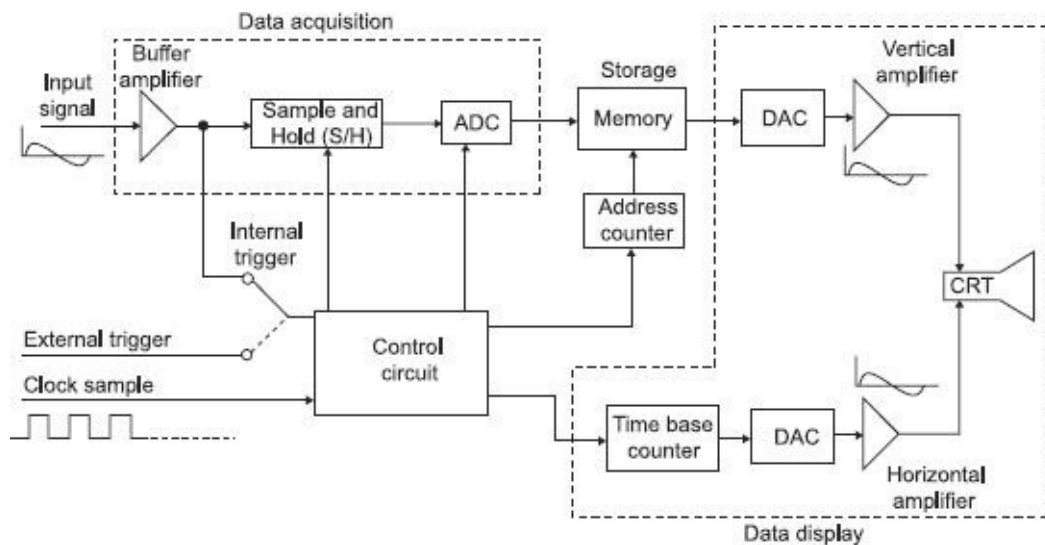 Data acquisition
Buffer
amplifier
Input
signal
Sample and
Hold (S/H)
ADC
Storage
Memory
DAC
Vertical
amplifier
Address
counter
Internal
trigger
CRT
External trigger
Clock sample
Control
circuit
Time base
counter
DAC
Horizontal
amplifier
Data display